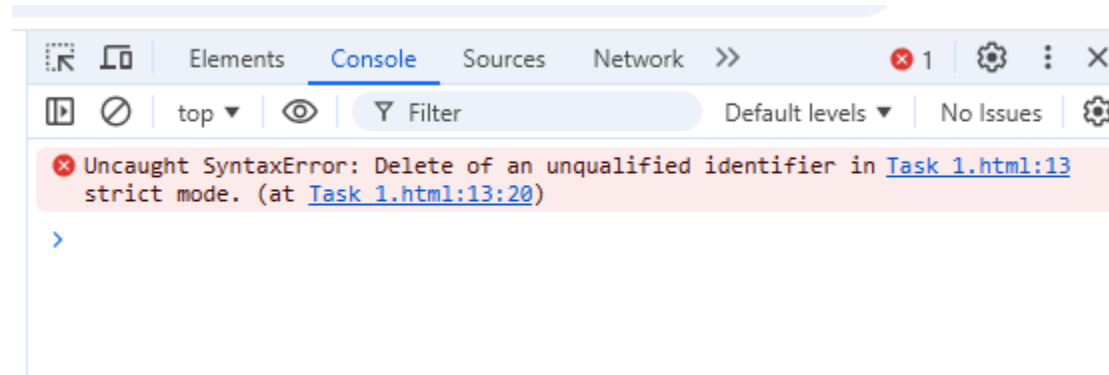 Elements Console Sources Network 1
top Filter Default levels No Issues
Uncaught SyntaxError: Delete of an unqualified identifier in Task 1.html:13
strict mode. (at Task 1.html:13:20)